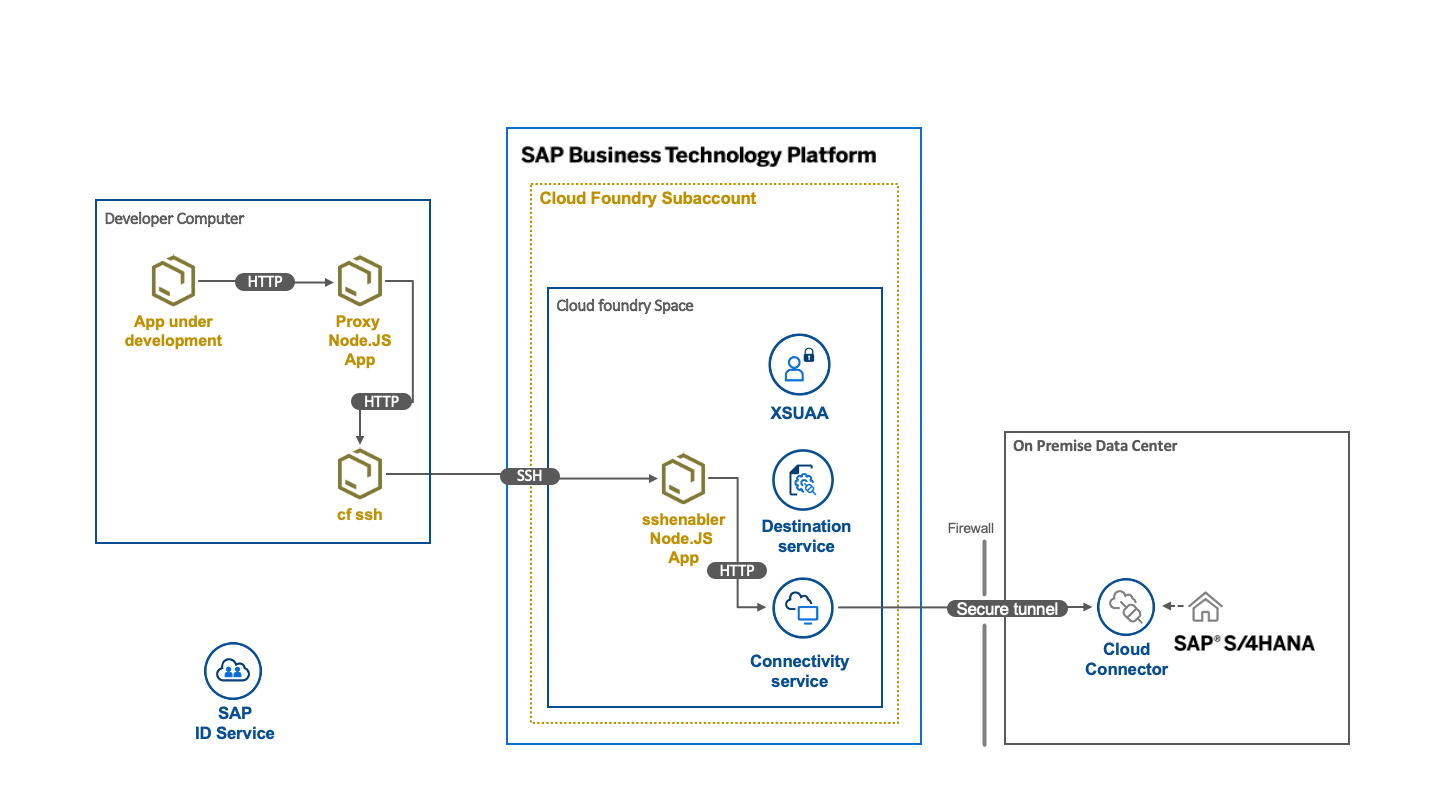 SAP Business Technology Platform
Cloud Foundry Subaccount
Developer Computer
HTTP
App under
development
Proxy
Node.JS
App
HTTP
cf ssh
SSH
Cloud foundry Space
XSUAA
sshenabler
Node.JS
App
Destination
service
HTTP
Connectivity
service
Firewall
Secure tunnel
On Premise Data Center
Cloud
Connector
SAP® S/4HANA
SAP
ID Service